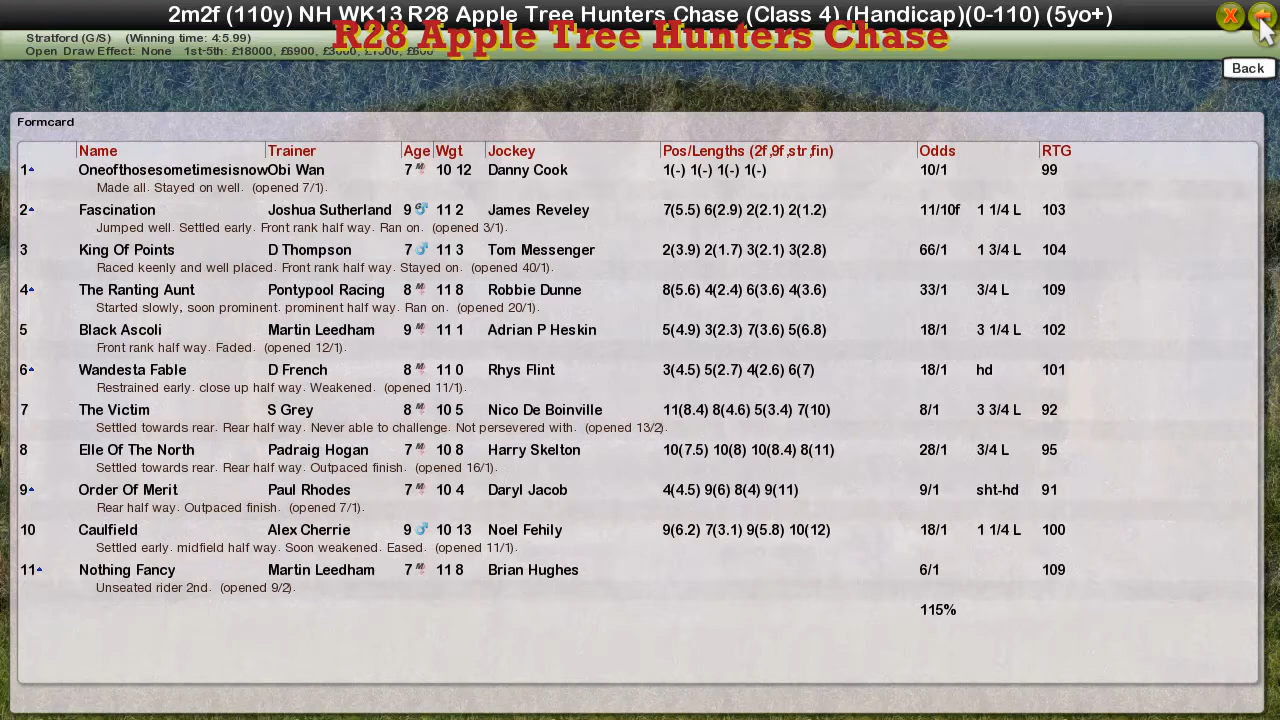 2m2f (110y) NH WK13 R28 Apple Tree Hunters Chase (Class 4) (Handicap)(0-110) (5yo+)
R28 Apple Tree Hunters Chase
Stratford (G/S) (Winning time: 4:5.99)
Open Draw Effect: None 1st-5th: £18000, £6900, £3000, £1500, £600
X
Back
Formcard
Name Trainer Age Wgt Jockey Pos/Lengths (2f,9f,str,fin) Odds RTG
1 OneofthosesometimesisnowObi Wan 7 M 10 12 Danny Cook 1(-) 1(-) 1(-) 1(-) 10/1 99
Made all. Stayed on well. (opened 7/1).
2 Fascination Joshua Sutherland 9 G 11 2 James Reveley 7(5.5) 6(2.9) 2(2.1) 2(1.2) 11/10f 1 1/4 L 103
Jumped well. Settled early. Front rank half way. Ran on. (opened 3/1).
3 King Of Points D Thompson 7 11 3 Tom Messenger 2(3.9) 2(1.7) 3(2.1) 3(2.8) 66/1 1 3/4 L 104
Raced keenly and well placed. Front rank half way. Stayed on. (opened 40/1).
4 The Ranting Aunt Pontypool Racing 8 M 11 8 Robbie Dunne 8(5.6) 4(2.4) 6(3.6) 4(3.6) 33/1 3/4 L 109
Started slowly, soon prominent. prominent half way. Ran on. (opened 20/1).
5 Black Ascoli Martin Leedham 9 M 11 1 Adrian P Heskin 5(4.9) 3(2.3) 7(3.6) 5(6.8) 18/1 3 1/4 L 102
Front rank half way. Faded. (opened 12/1).
6 Wandesta Fable D French 8 M 11 0 Rhys Flint 3(4.5) 5(2.7) 4(2.6) 6(7) 18/1 hd 101
Restrained early. close up half way. Weakened. (opened 11/1).
7 The Victim S Grey 8 M 10 5 Nico De Boinville 11(8.4) 8(4.6) 5(3.4) 7(10) 8/1 3 3/4 L 92
Settled towards rear. Rear half way. Never able to challenge. Not persevered with. (opened 13/2).
8 Elle Of The North Padraig Hogan 7 M 10 8 Harry Skelton 10(7.5) 10(8) 10(8.4) 8(11) 28/1 3/4 L 95
Settled towards rear. Rear half way. Outpaced finish. (opened 16/1).
9 Order Of Merit Paul Rhodes 7 M 10 4 Daryl Jacob 4(4.5) 9(6) 8(4) 9(11) 9/1 sht-hd 91
Rear half way. Outpaced finish. (opened 7/1).
10 Caulfield Alex Cherrie 9 10 13 Noel Fehily 9(6.2) 7(3.1) 9(5.8) 10(12) 18/1 1 1/4 L 100
Settled early. midfield half way. Soon weakened. Eased. (opened 11/1).
11 Nothing Fancy Martin Leedham 7 M 11 8 Brian Hughes 6/1 109
Unseated rider 2nd. (opened 9/2).
115%